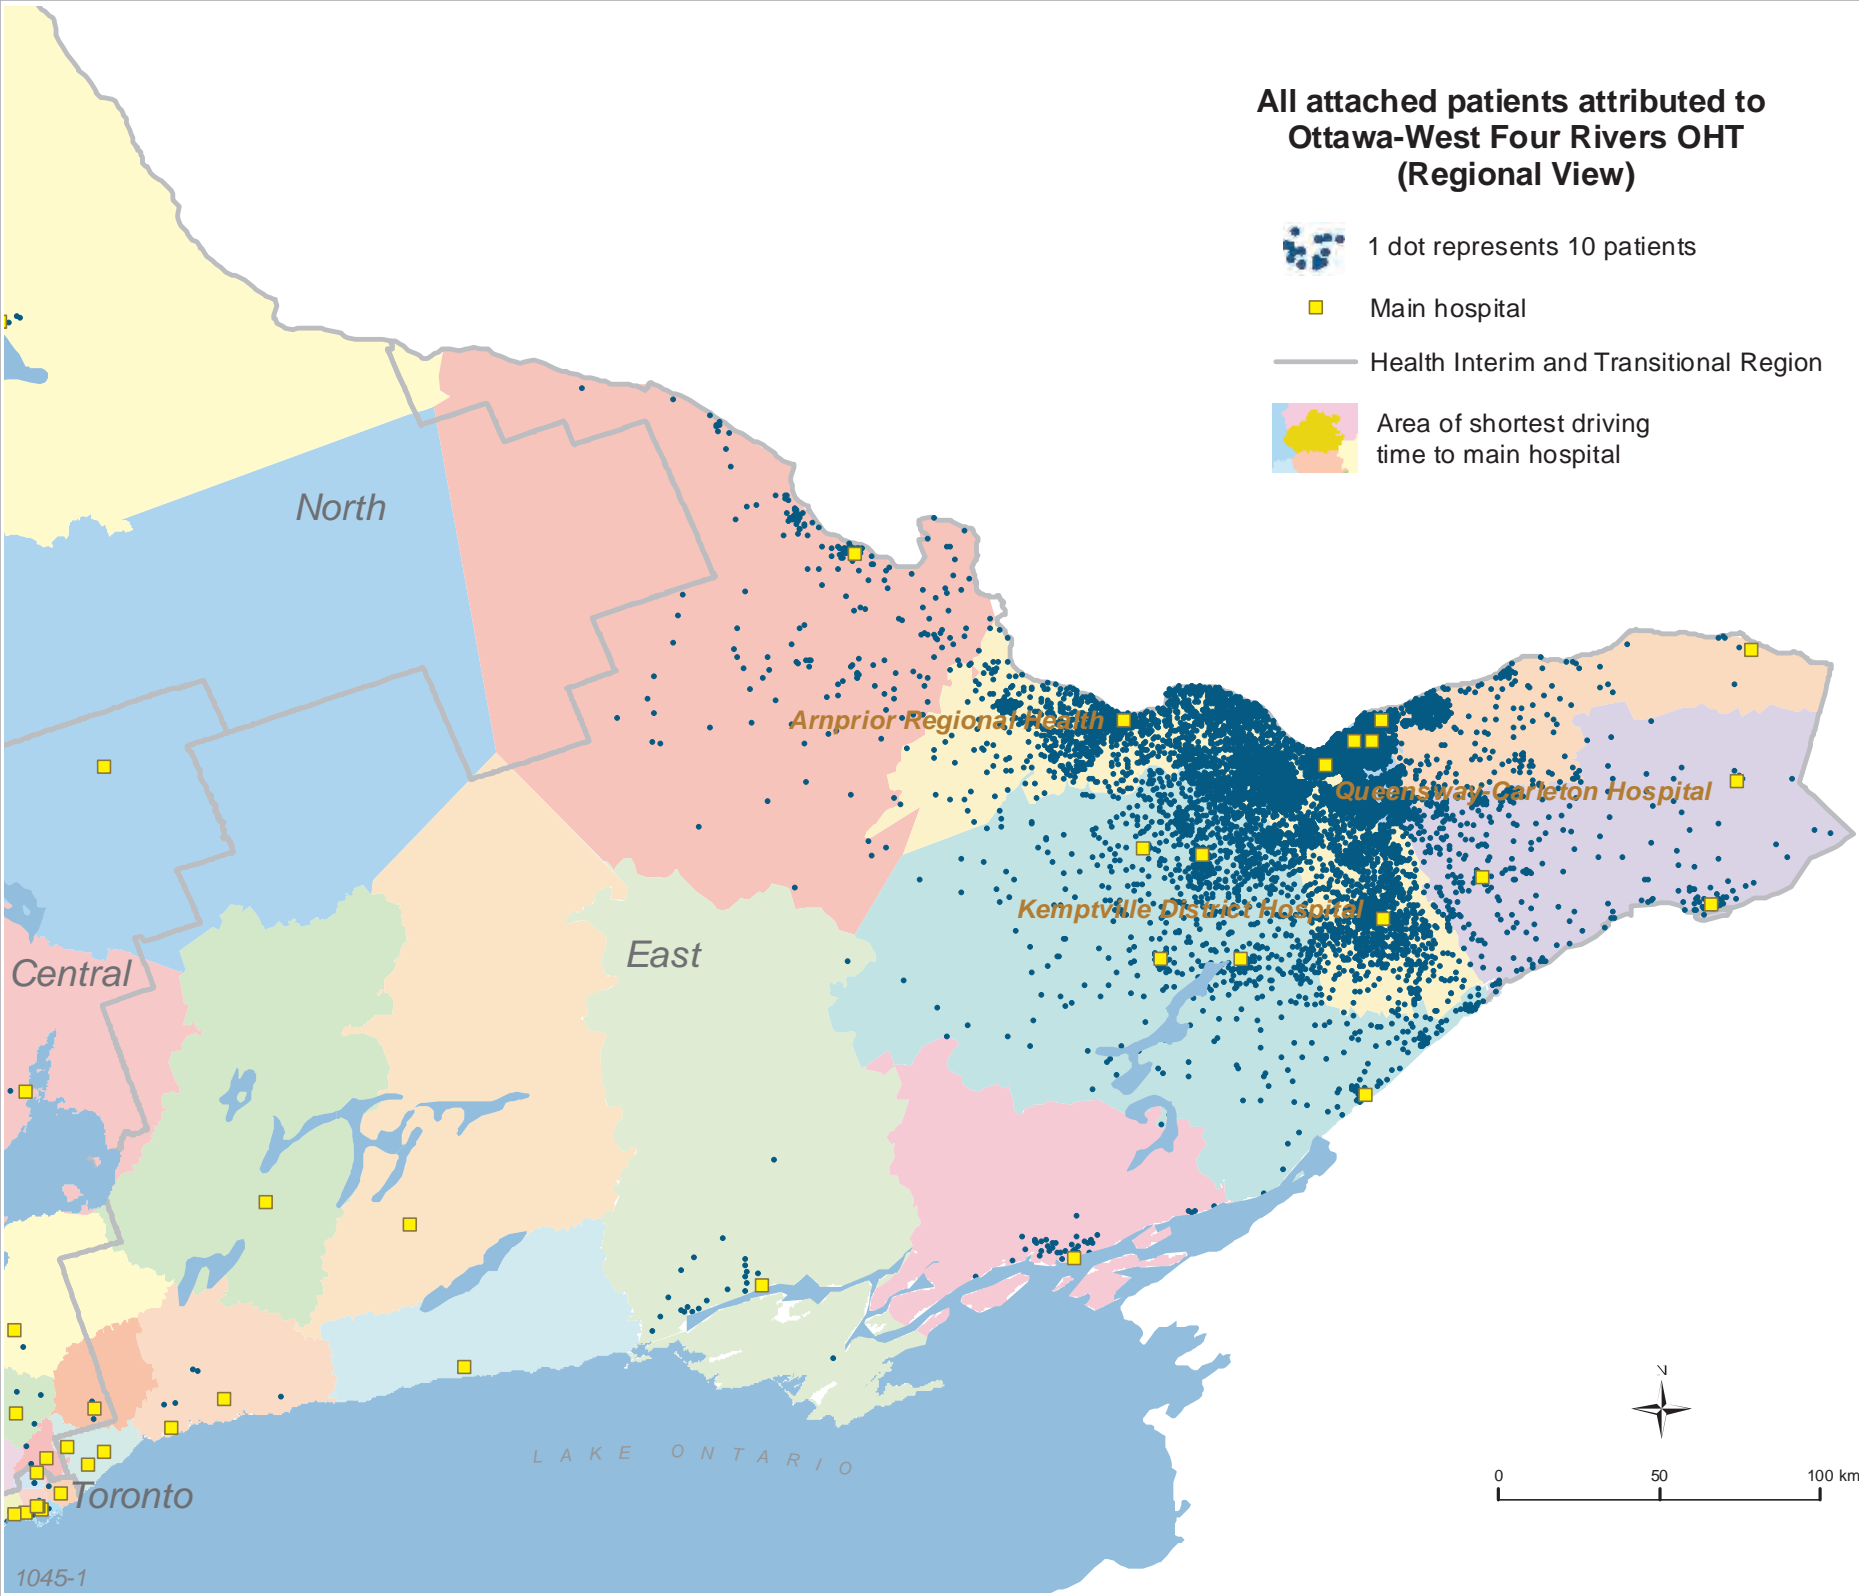 All attached patients attributed to
Ottawa-West Four Rivers OHT
(Regional View)
1 dot represents 10 patients
Main hospital
Health Interim and Transitional Region
Area of shortest driving
time to main hospital
North
Arnprior Regional Health
Queensway-Carleton Hospital
Kemptville District Hospital
East
Central
N
LAKE ONTARIO
0 50 100 km
Toronto
1045-1